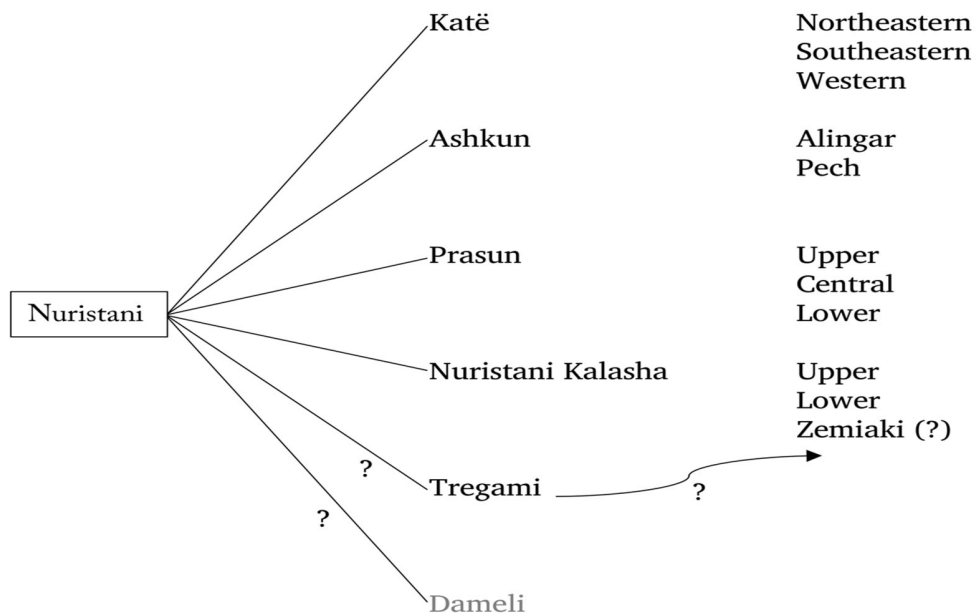 Katë
Northeastern
Southeastern
Western
Ashkun
Alingar
Pech
Prasun
Upper
Central
Lower
Nuristani
Nuristani Kalasha
Upper
Lower
Zemiaki (?)
?
Tregami
?
?
Dameli